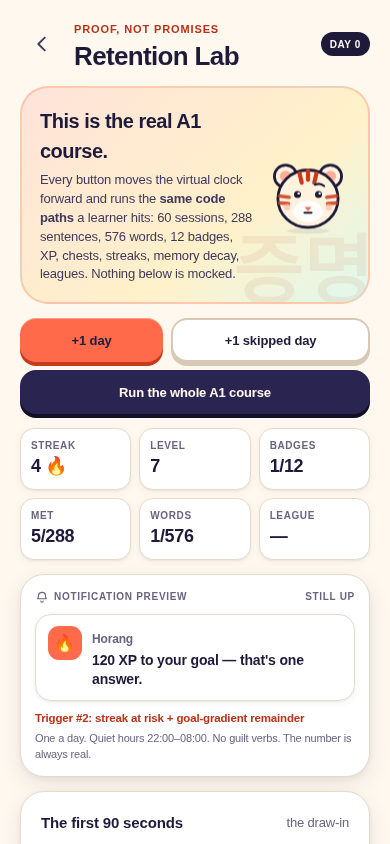 PROOF, NOT PROMISES
Retention Lab
DAY 0
This is the real A1
course.
Every button moves the virtual clock
forward and runs the same code
paths a learner hits: 60 sessions, 288
sentences, 576 words, 12 badges,
XP, chests, streaks, memory decay,
leagues. Nothing below is mocked.
증명
+1 day
+1 skipped day
Run the whole A1 course
STREAK
4 🔥
LEVEL
7
BADGES
1/12
MET
5/288
WORDS
1/576
LEAGUE
—
NOTIFICATION PREVIEW
STILL UP
Horang
120 XP to your goal — that's one
answer.
Trigger #2: streak at risk + goal-gradient remainder
One a day. Quiet hours 22:00–08:00. No guilt verbs. The number is
always real.
The first 90 seconds
the draw-in